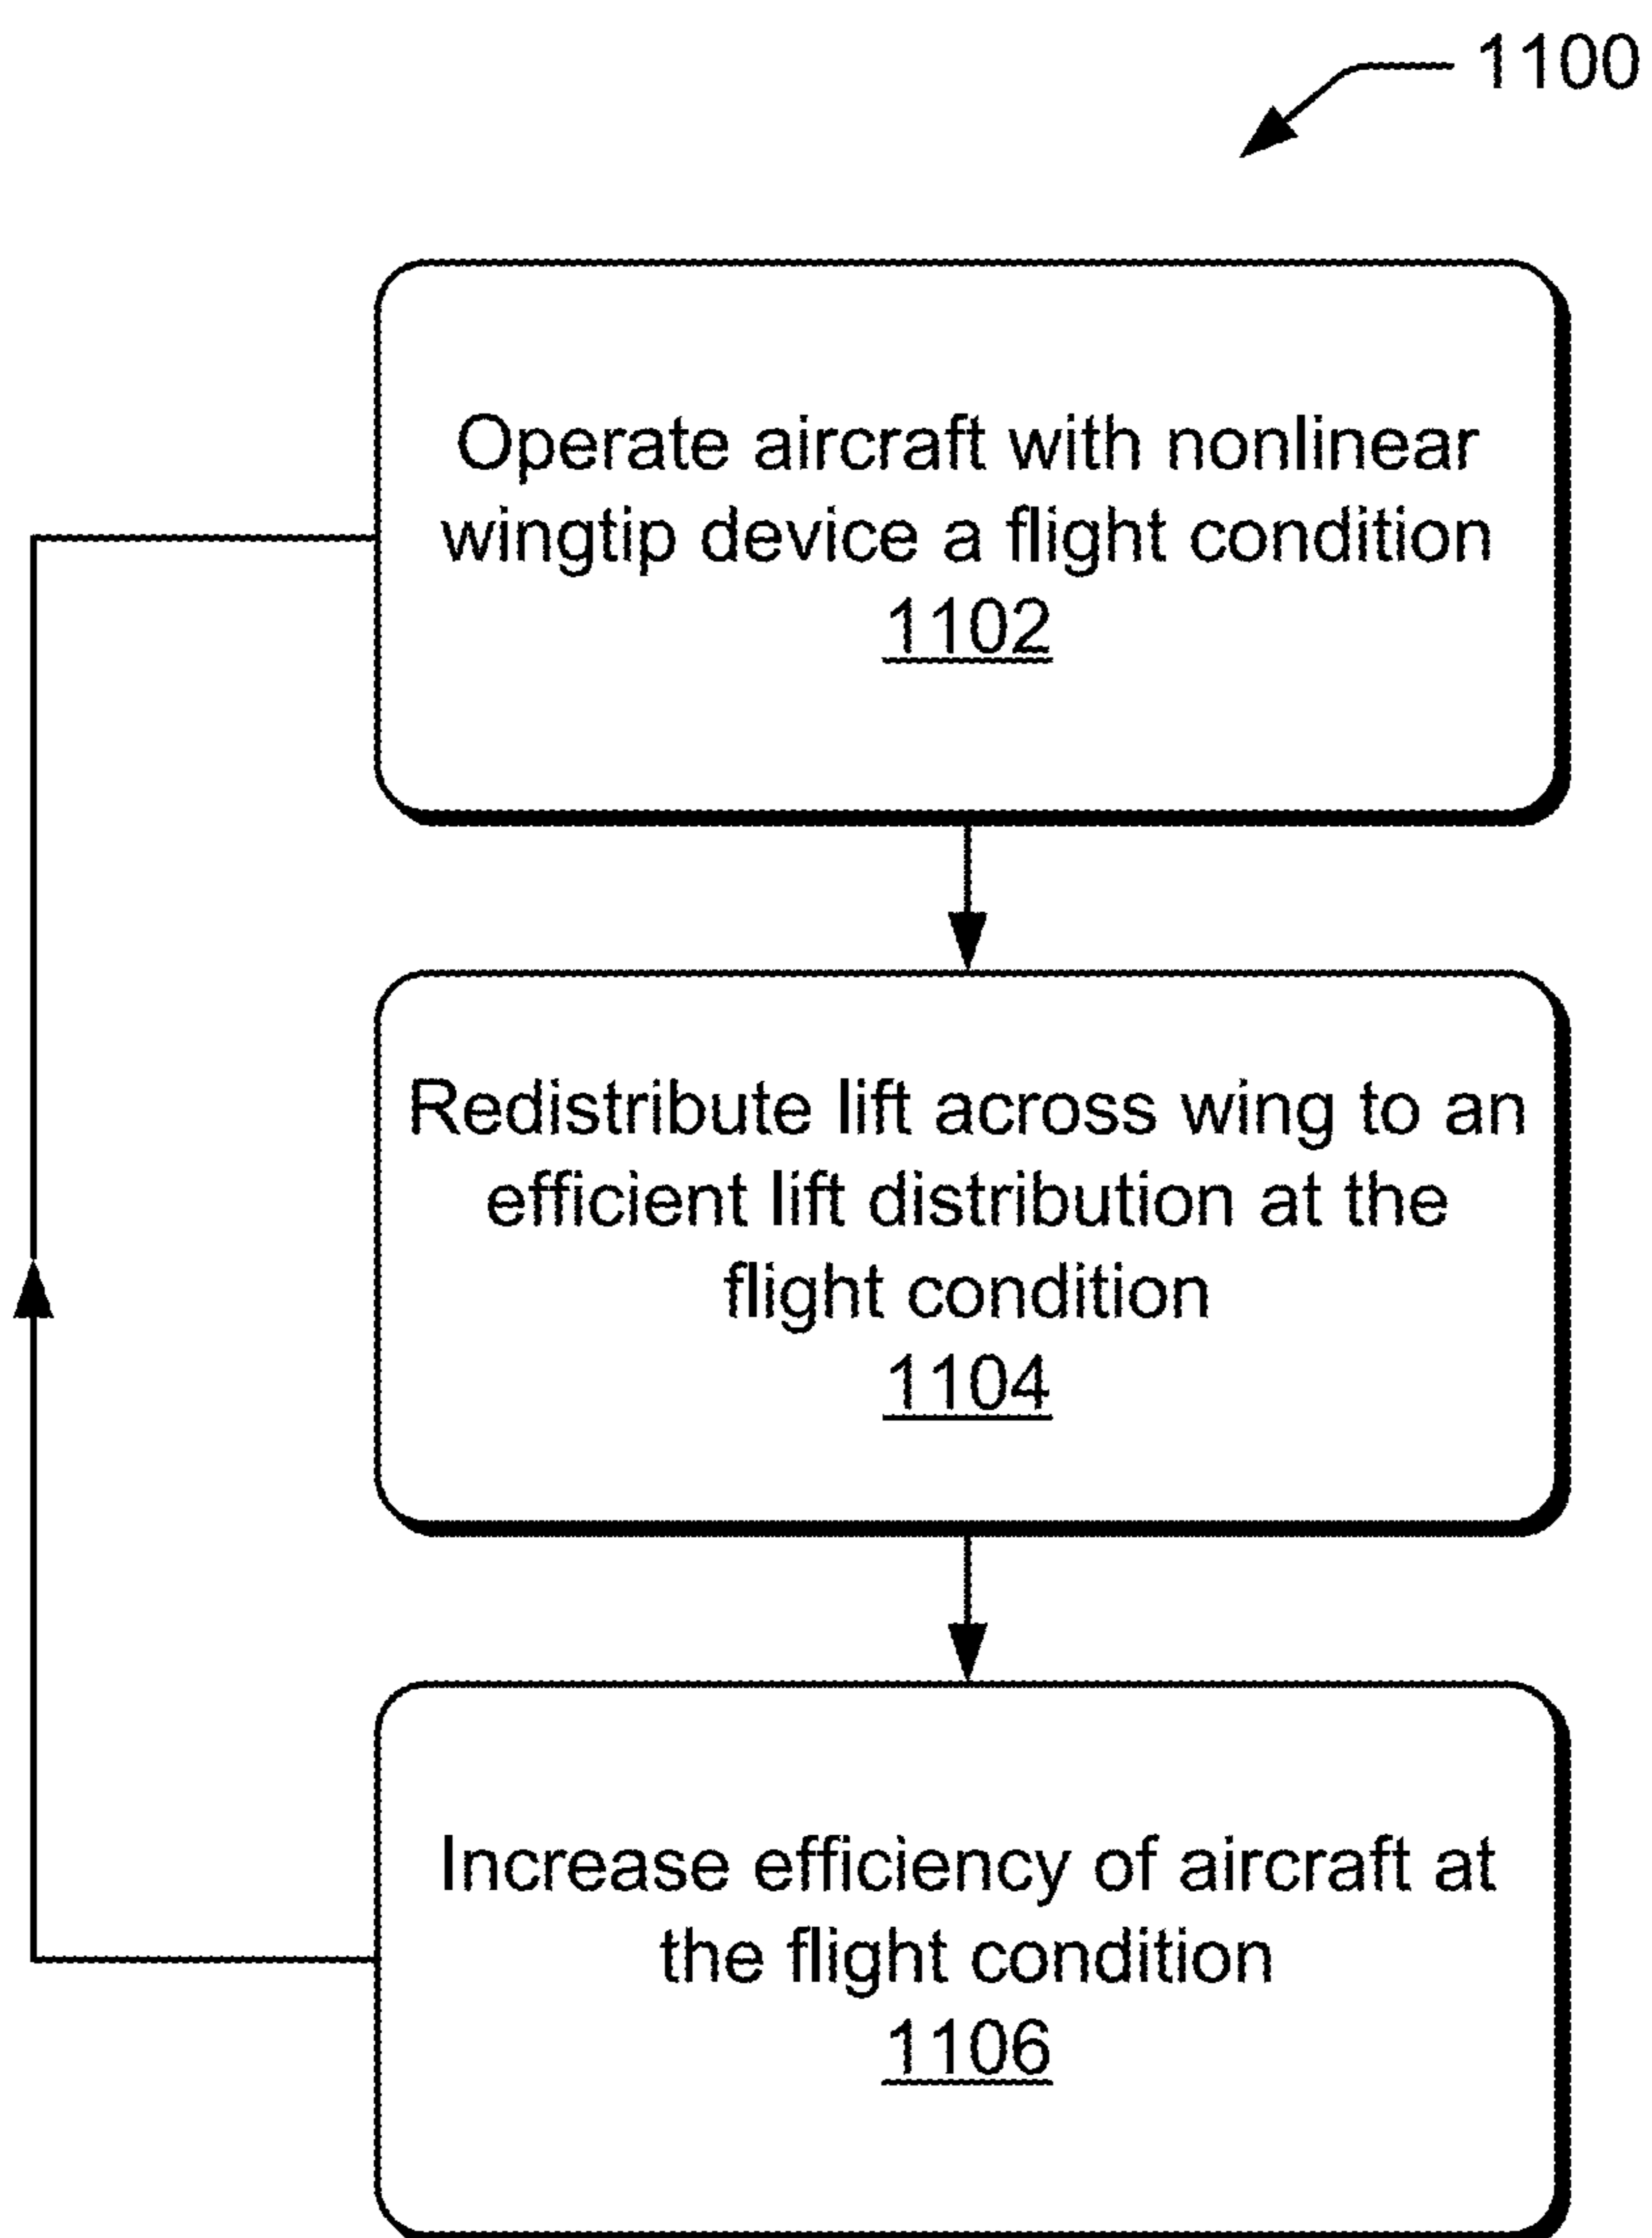 1100
Operate aircraft with nonlinear
wingtip device a flight condition
1102
Redistribute lift across wing to an
efficient lift distribution at the
flight condition
1104
Increase efficiency of aircraft at
the flight condition
1106